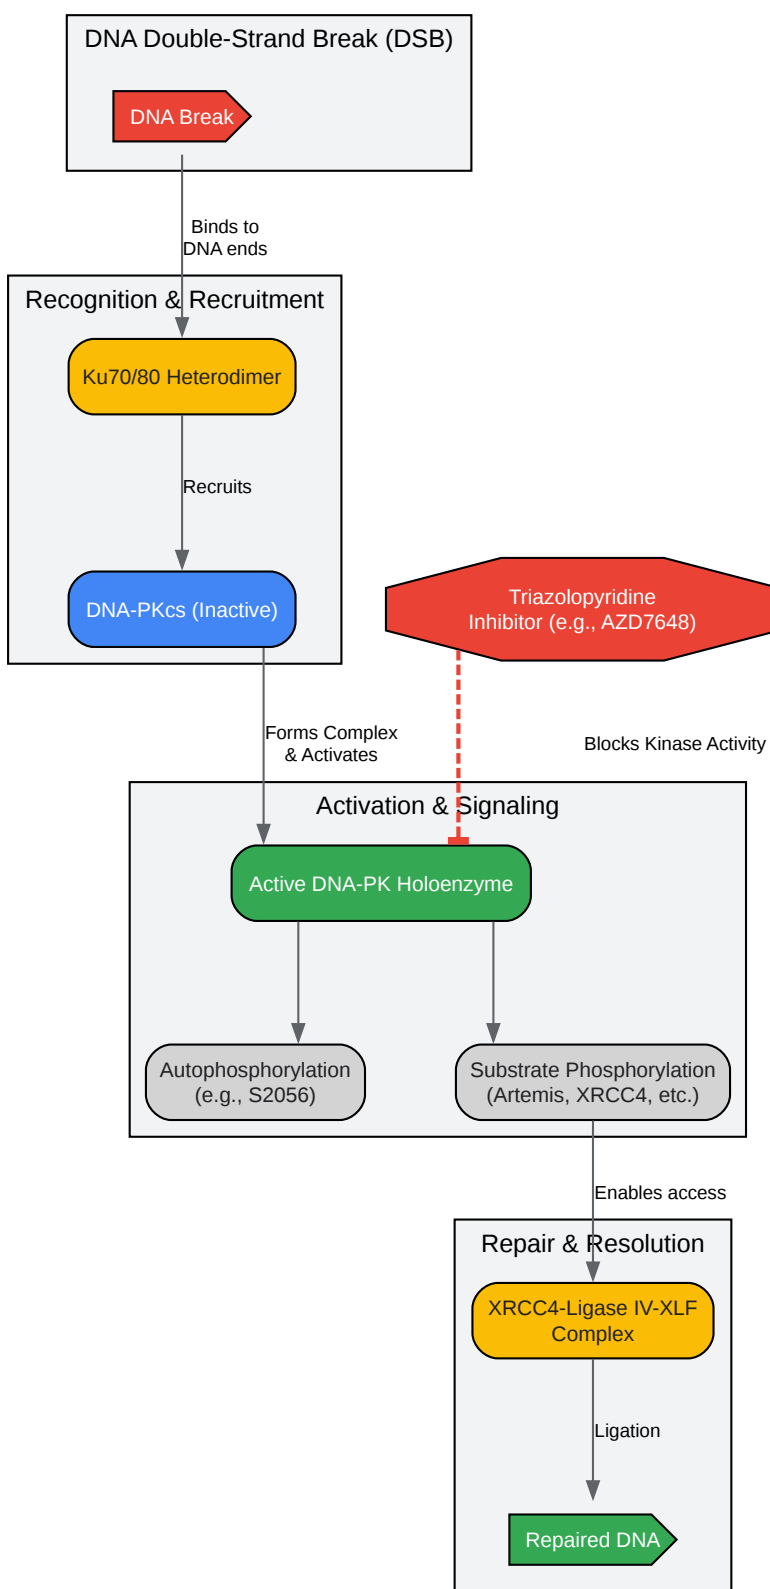 DNA Double-Strand Break (DSB)
DNA Break
Binds to
DNA ends
Recognition & Recruitment
Ku70/80 Heterodimer
Recruits
DNA-PKcs (Inactive)
Triazolopyridine
Inhibitor (e.g., AZD7648)
Forms Complex
& Activates
Blocks Kinase Activity
Activation & Signaling
Active DNA-PK Holoenzyme
Autophosphorylation
(e.g., S2056)
Substrate Phosphorylation
(Artemis, XRCC4, etc.)
Enables access
Repair & Resolution
XRCC4-Ligase IV-XLF
Complex
Ligation
Repaired DNA